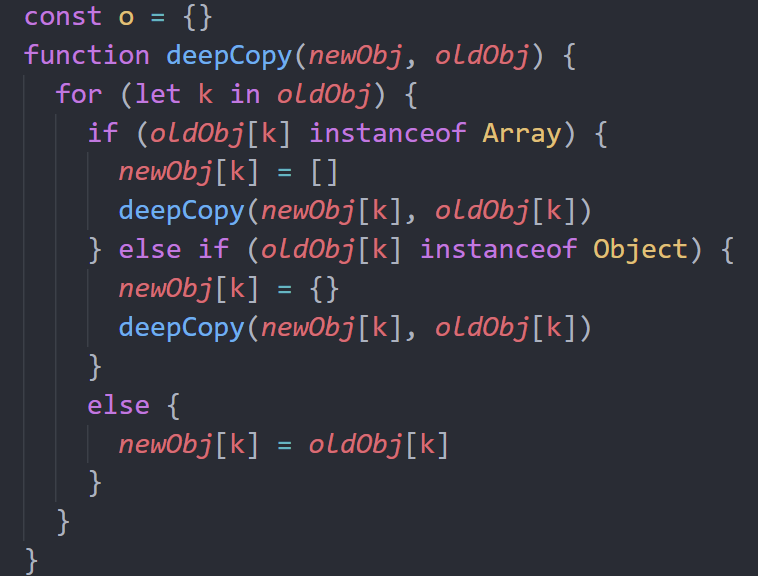 const o = {}
function deepCopy(newObj, oldObj) {
  for (let k in oldObj) {
    if (oldObj[k] instanceof Array) {
      newObj[k] = []
      deepCopy(newObj[k], oldObj[k])
    } else if (oldObj[k] instanceof Object) {
      newObj[k] = {}
      deepCopy(newObj[k], oldObj[k])
    }
    else {
      newObj[k] = oldObj[k]
    }
  }
}